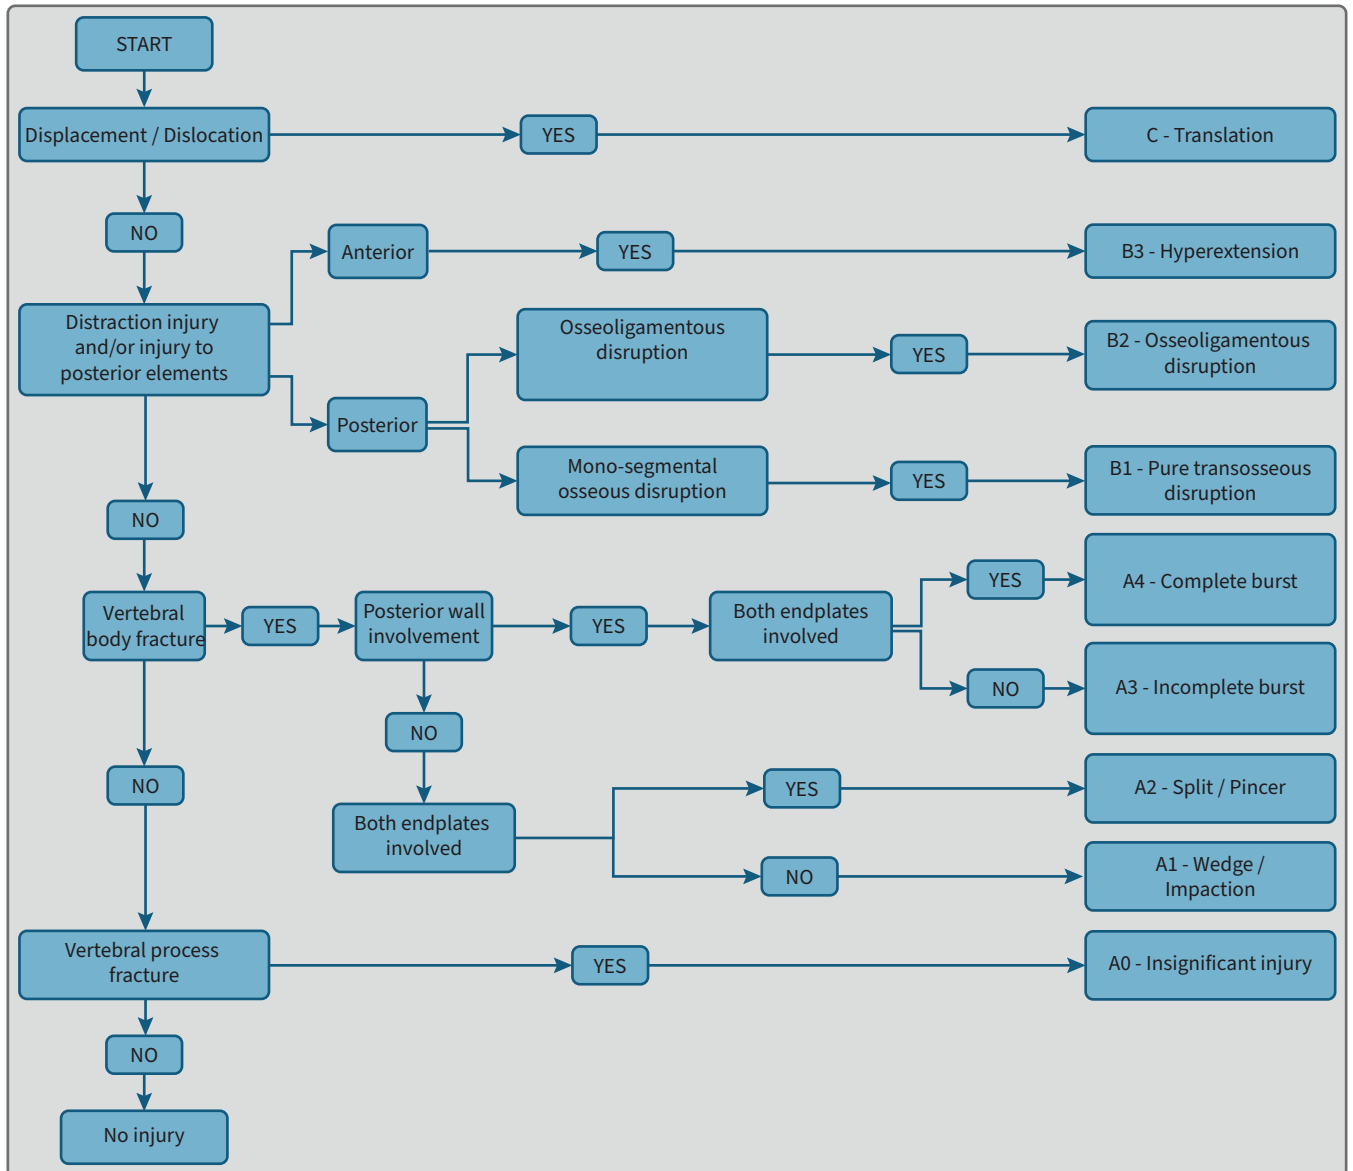 START
Displacement / Dislocation
YES
C - Translation
NO
Anterior
YES
B3 - Hyperextension
Distraction injury
and/or injury to
posterior elements
Osseoligamentous
disruption
YES
B2 - Osseoligamentous
disruption
Posterior
Mono-segmental
osseous disruption
YES
B1 - Pure transosseous
disruption
NO
Vertebral
body fracture
YES
Posterior wall
involvement
YES
Both endplates
involved
YES
A4 - Complete burst
NO
A3 - Incomplete burst
NO
NO
Both endplates
involved
YES
A2 - Split / Pincer
NO
A1 - Wedge /
Impaction
Vertebral process
fracture
YES
A0 - Insignificant injury
NO
No injury